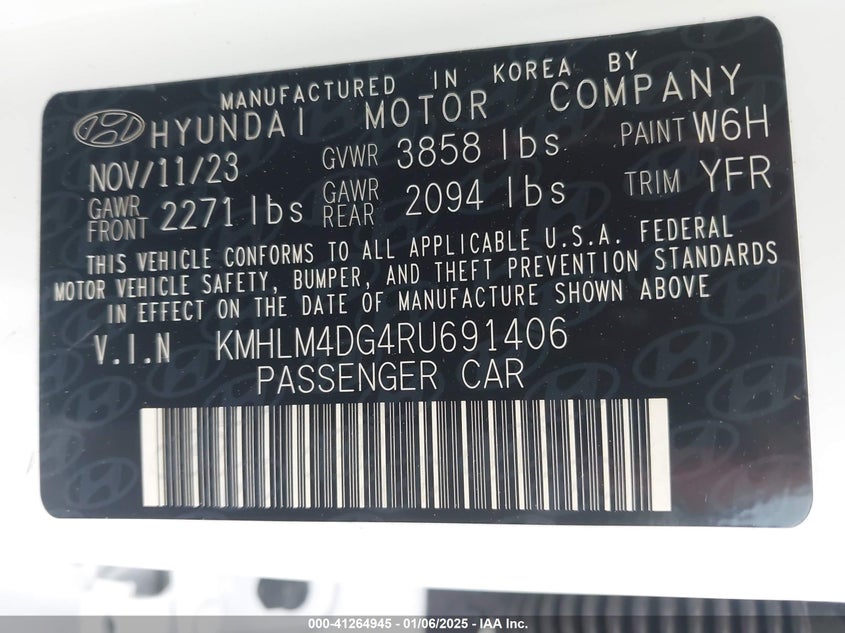 MANUFACTURED IN KOREA BY
HYUNDAI MOTOR COMPANY
NOV/11/23 GVWR 3858 lbs PAINT W6H
GAWR FRONT 2271 lbs GAWR REAR 2094 lbs TRIM YFR
THIS VEHICLE CONFORMS TO ALL APPLICABLE U.S.A. FEDERAL
MOTOR VEHICLE SAFETY, BUMPER, AND THEFT PREVENTION STANDARDS
IN EFFECT ON THE DATE OF MANUFACTURE SHOWN ABOVE
V.I.N KMHLM4DG4RU691406
PASSENGER CAR
000-41264945 - 01/06/2025 - IAA